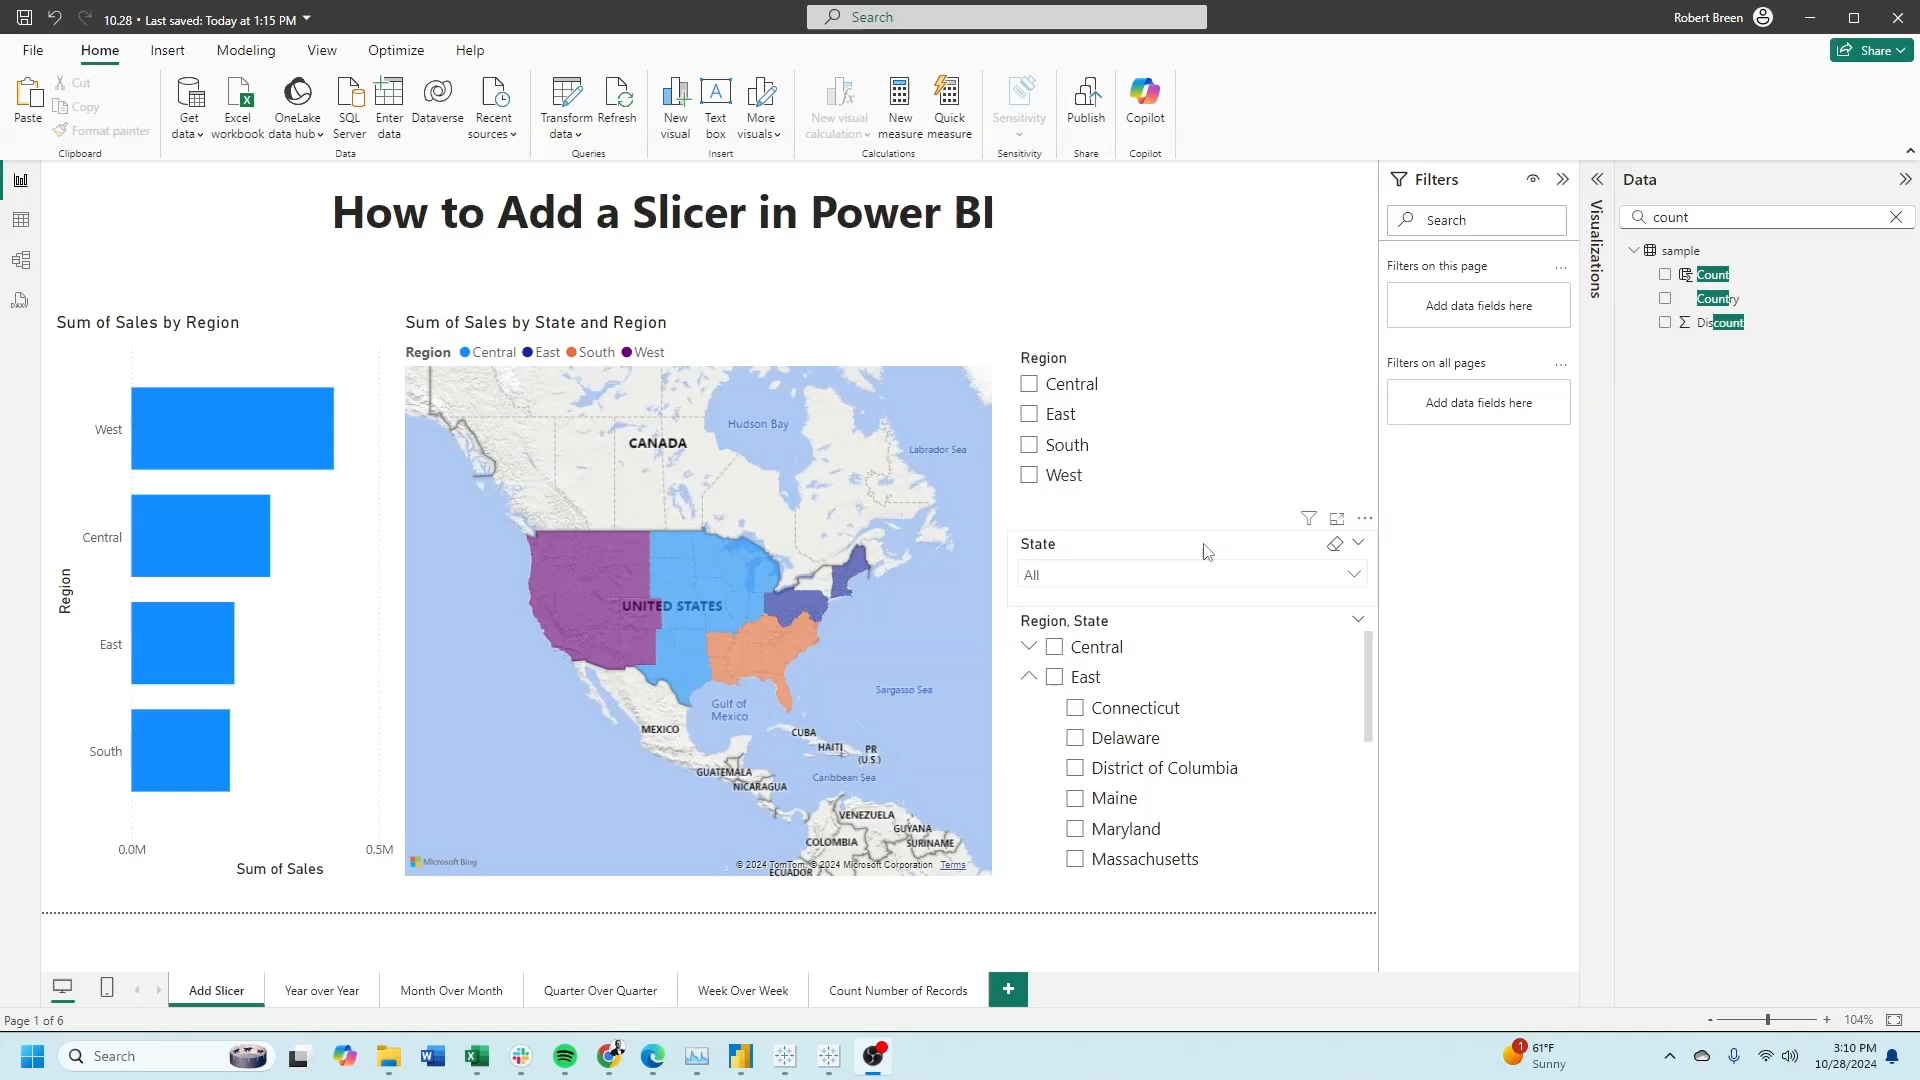 10.28 • Last saved: Today at 1:15 PM
Search
Robert Breen
File
Home
Insert
Modeling
View
Optimize
Help
Share
Paste
Cut
Copy
Format painter
Clipboard
Get data
Excel workbook
OneLake data hub
SQL Server
Enter data
Dataverse
Recent sources
Data
Transform data
Refresh
Queries
New visual
Text box
More visuals
Insert
New visual calculation
New measure
Quick measure
Calculations
Sensitivity
Sensitivity
Publish
Share
Copilot
Copilot
How to Add a Slicer in Power BI
Sum of Sales by Region
West
Central
East
South
Region
0.0M
0.5M
Sum of Sales
Sum of Sales by State and Region
Region Central East South West
CANADA
Hudson Bay
Labrador Sea
UNITED STATES
Sargasso Sea
Gulf of
Mexico
MEXICO
CUBA
HAITI
PR
(U.S.)
Caribbean Sea
GUATEMALA
NICARAGUA
VENEZUELA
GUYANA
SURINAME
COLOMBIA
ECUADOR
Microsoft Bing
© 2024 TomTom, © 2024 Microsoft Corporation Terms
Region
Central
East
South
West
State
All
Region, State
Central
East
Connecticut
Delaware
District of Columbia
Maine
Maryland
Massachusetts
Filters
Search
Filters on this page
Add data fields here
Filters on all pages
Add data fields here
Visualizations
Data
count
sample
Count
Country
Discount
DAX
Add Slicer
Year over Year
Month Over Month
Quarter Over Quarter
Week Over Week
Count Number of Records
Page 1 of 6
104%
Search
1
61°F
Sunny
3:10 PM
10/28/2024